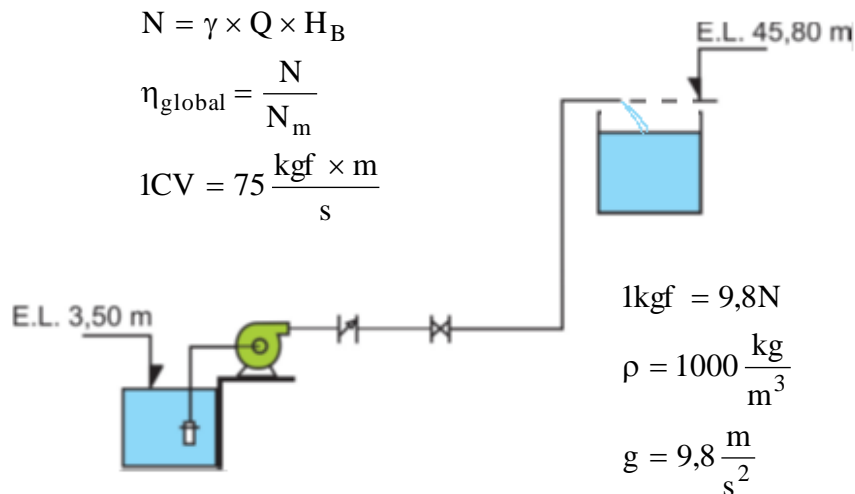 N = γ × Q × H_B
E.L. 45,80 m
η_global = N / N_m
1CV = 75 kgf × m / s
E.L. 3,50 m
1kgf = 9,8N
ρ = 1000 kg / m³
g = 9,8 m / s²